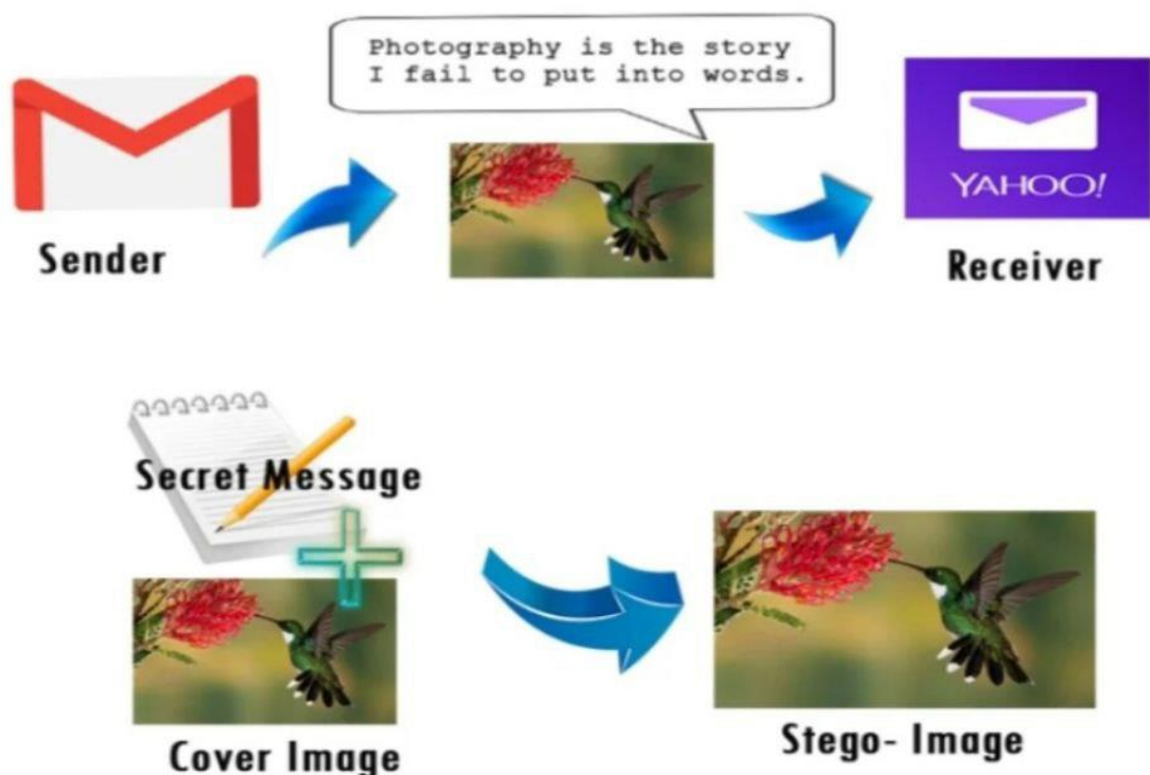 Photography is the story
I fail to put into words.
YAHOO!
Sender
Receiver
Secret Message
Cover Image
Stego- Image